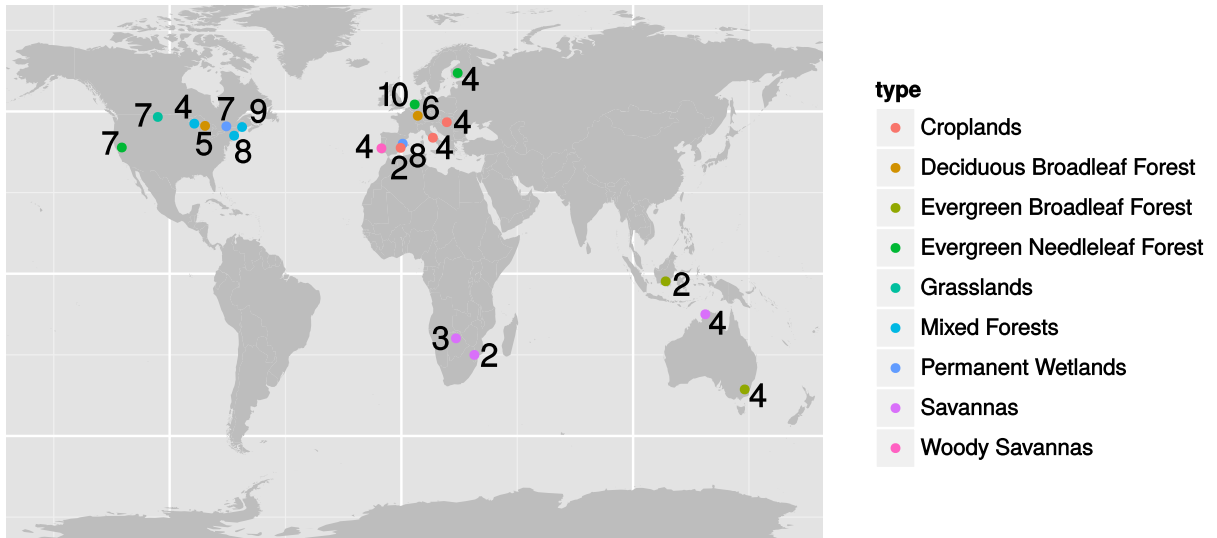 type
Croplands
Deciduous Broadleaf Forest
Evergreen Broadleaf Forest
Evergreen Needleleaf Forest
Grasslands
Mixed Forests
Permanent Wetlands
Savannas
Woody Savannas
4
10
6
7 4 7 9
4
7 5 8
4 2 8 4
2
4
3 2
4